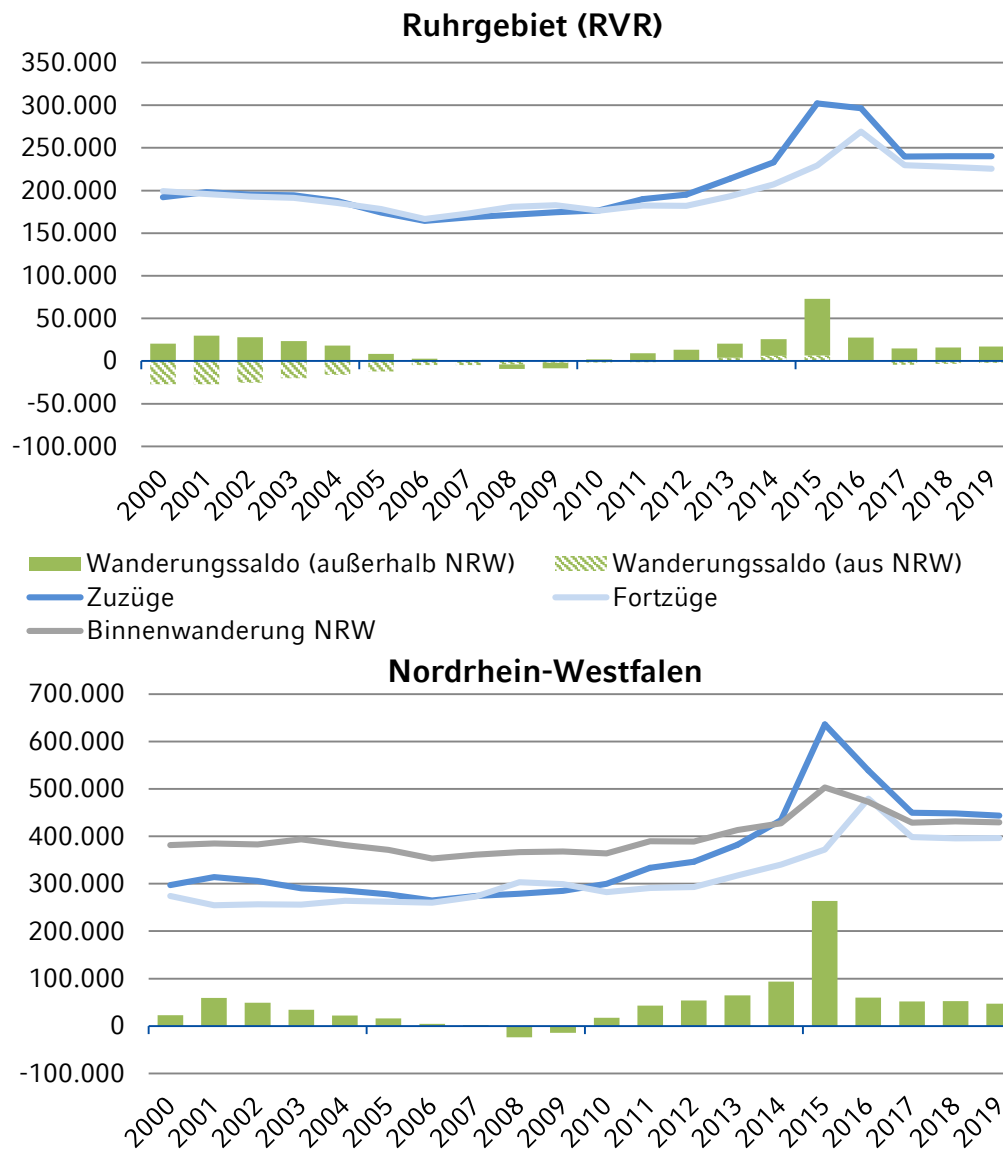 Ruhrgebiet (RVR)
350.000
300.000
250.000
200.000
150.000
100.000
50.000
0
-50.000
-100.000
2000 2001 2002 2003 2004 2005 2006 2007 2008 2009 2010 2011 2012 2013 2014 2015 2016 2017 2018 2019
Wanderungssaldo (außerhalb NRW) Wanderungssaldo (aus NRW)
Zuzüge Fortzüge
Binnenwanderung NRW
Nordrhein-Westfalen
700.000
600.000
500.000
400.000
300.000
200.000
100.000
0
-100.000
2000 2001 2002 2003 2004 2005 2006 2007 2008 2009 2010 2011 2012 2013 2014 2015 2016 2017 2018 2019